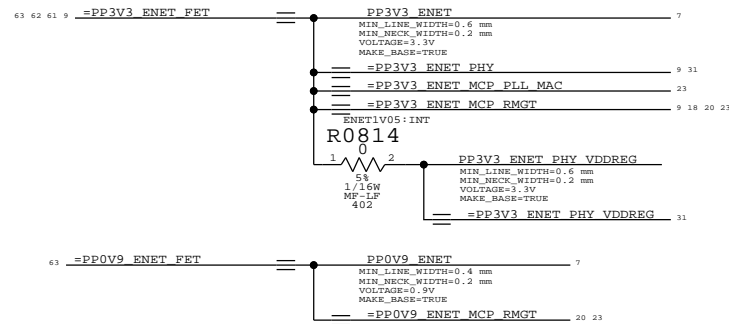 63 62 61 9 =PP3V3_ENET_FET PP3V3_ENET 7
MIN_LINE_WIDTH=0.6 mm
MIN_NECK_WIDTH=0.2 mm
VOLTAGE=3.3V
MAKE_BASE=TRUE
=PP3V3_ENET_PHY 9 31
=PP3V3_ENET_MCP_PLL_MAC 23
=PP3V3_ENET_MCP_RMGT 9 18 20 23
ENET1V05:INT
R0814
0
1 2 PP3V3_ENET_PHY_VDDREG
5%
1/16W
MF-LF
402
MIN_LINE_WIDTH=0.6 mm
MIN_NECK_WIDTH=0.2 mm
VOLTAGE=3.3V
MAKE_BASE=TRUE
=PP3V3_ENET_PHY_VDDREG 31
63 =PP0V9_ENET_FET PP0V9_ENET 7
MIN_LINE_WIDTH=0.4 mm
MIN_NECK_WIDTH=0.2 mm
VOLTAGE=0.9V
MAKE_BASE=TRUE
=PP0V9_ENET_MCP_RMGT 20 23